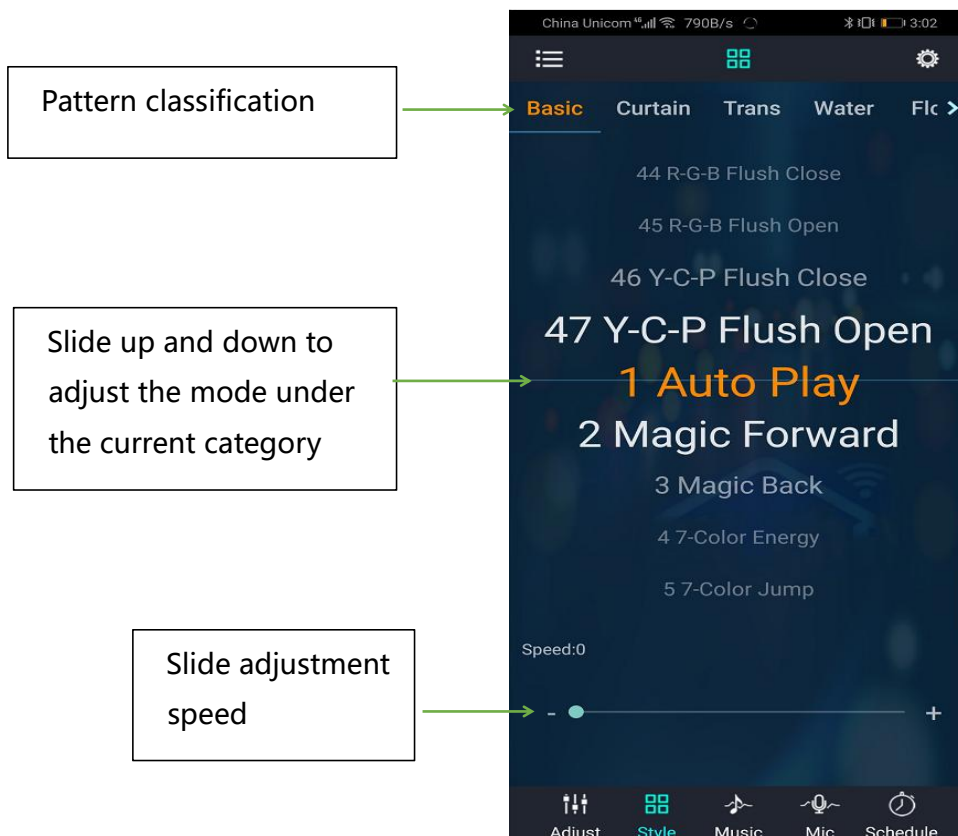 China Unicom 46 790B/s 3:02
Pattern classification
Basic Curtain Trans Water Flc
44 R-G-B Flush Close
45 R-G-B Flush Open
46 Y-C-P Flush Close
47 Y-C-P Flush Open
Slide up and down to
adjust the mode under
the current category
1 Auto Play
2 Magic Forward
3 Magic Back
4 7-Color Energy
5 7-Color Jump
Speed:0
Slide adjustment
speed
- +
Adjust Style Music Mic Schedule